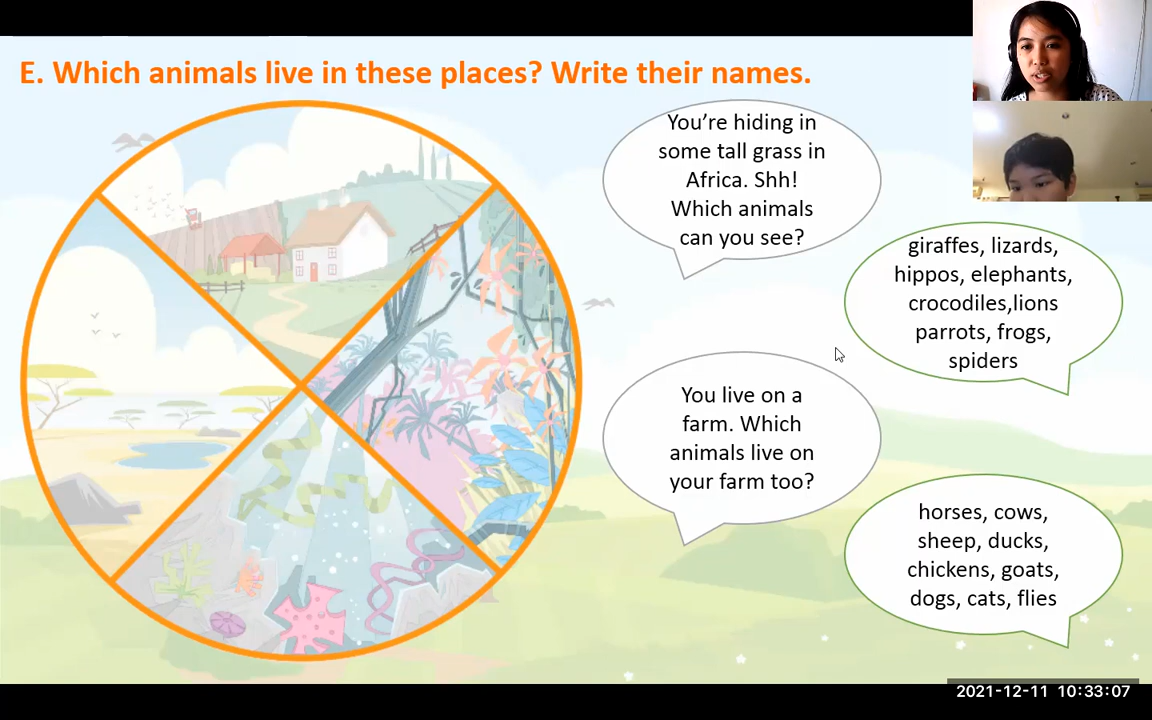 E. Which animals live in these places? Write their names.
You’re hiding in
some tall grass in
Africa. Shh!
Which animals
can you see?
giraffes, lizards,
hippos, elephants,
crocodiles,lions
parrots, frogs,
spiders
You live on a
farm. Which
animals live on
your farm too?
horses, cows,
sheep, ducks,
chickens, goats,
dogs, cats, flies
2021-12-11 10:33:07